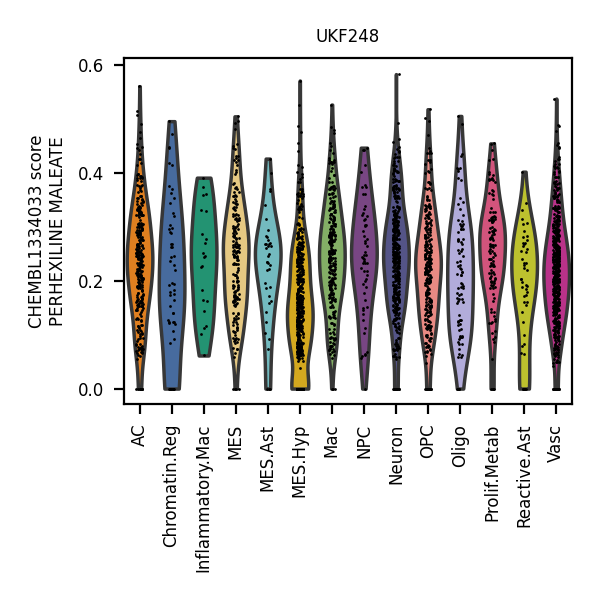 UKF248
CHEMBL1334033 score
PERHEXILINE MALEATE
0.6
0.4
0.2
0.0
AC
Chromatin.Reg
Inflammatory.Mac
MES
MES.Ast
MES.Hyp
Mac
NPC
Neuron
OPC
Oligo
Prolif.Metab
Reactive.Ast
Vasc